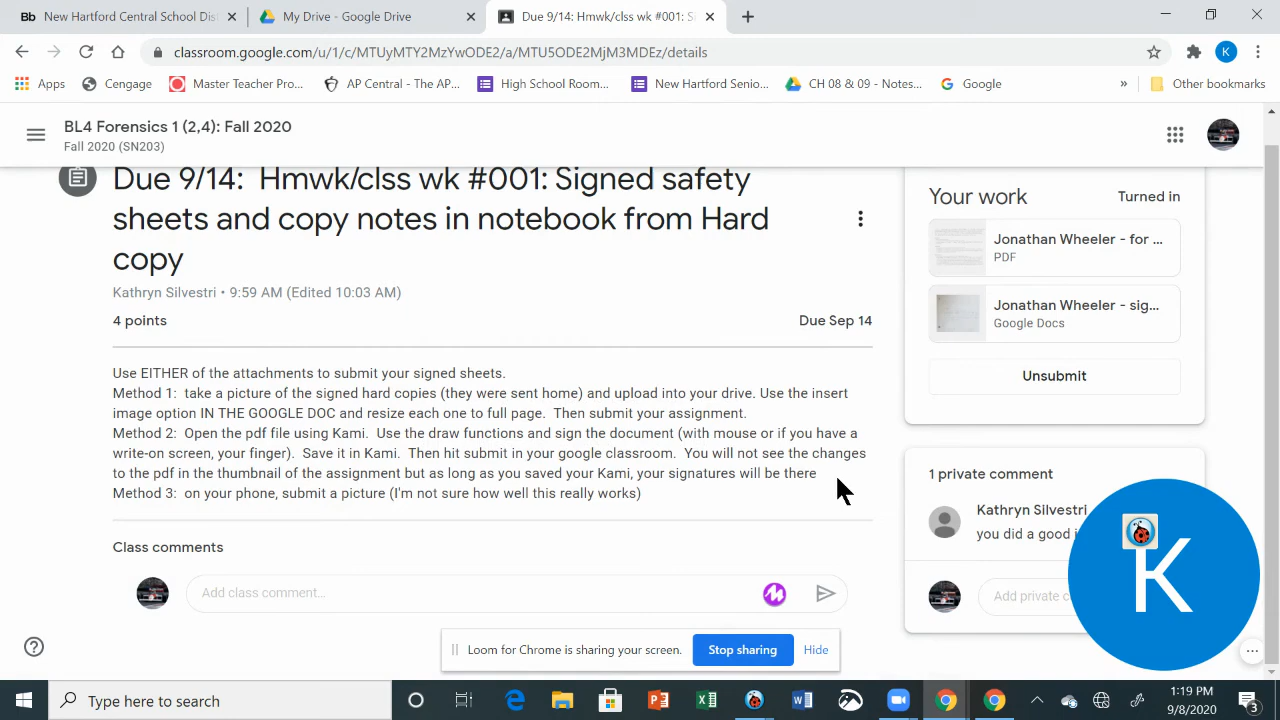 Bb New Hartford Central School Dis
My Drive - Google Drive
Due 9/14: Hmwk/clss wk #001: Si
classroom.google.com/u/1/c/MTUyMTY2MzYwODE2/a/MTU5ODE2MjM3MDEz/details
K
Apps
Cengage
Master Teacher Pro...
AP Central - The AP...
High School Room...
New Hartford Senio...
CH 08 & 09 - Notes...
Google
»
Other bookmarks
BL4 Forensics 1 (2,4): Fall 2020
Fall 2020 (SN203)
Due 9/14: Hmwk/clss wk #001: Signed safety
sheets and copy notes in notebook from Hard
copy
Kathryn Silvestri • 9:59 AM (Edited 10:03 AM)
4 points
Due Sep 14
Use EITHER of the attachments to submit your signed sheets.
Method 1: take a picture of the signed hard copies (they were sent home) and upload into your drive. Use the insert
image option IN THE GOOGLE DOC and resize each one to full page. Then submit your assignment.
Method 2: Open the pdf file using Kami. Use the draw functions and sign the document (with mouse or if you have a
write-on screen, your finger). Save it in Kami. Then hit submit in your google classroom. You will not see the changes
to the pdf in the thumbnail of the assignment but as long as you saved your Kami, your signatures will be there
Method 3: on your phone, submit a picture (I'm not sure how well this really works)
Class comments
Add class comment...
Your work
Turned in
Jonathan Wheeler - for ...
PDF
Jonathan Wheeler - sig...
Google Docs
Unsubmit
1 private comment
Kathryn Silvestri
you did a good
Add private
K
Loom for Chrome is sharing your screen.
Stop sharing
Hide
Type here to search
1:19 PM
9/8/2020
3